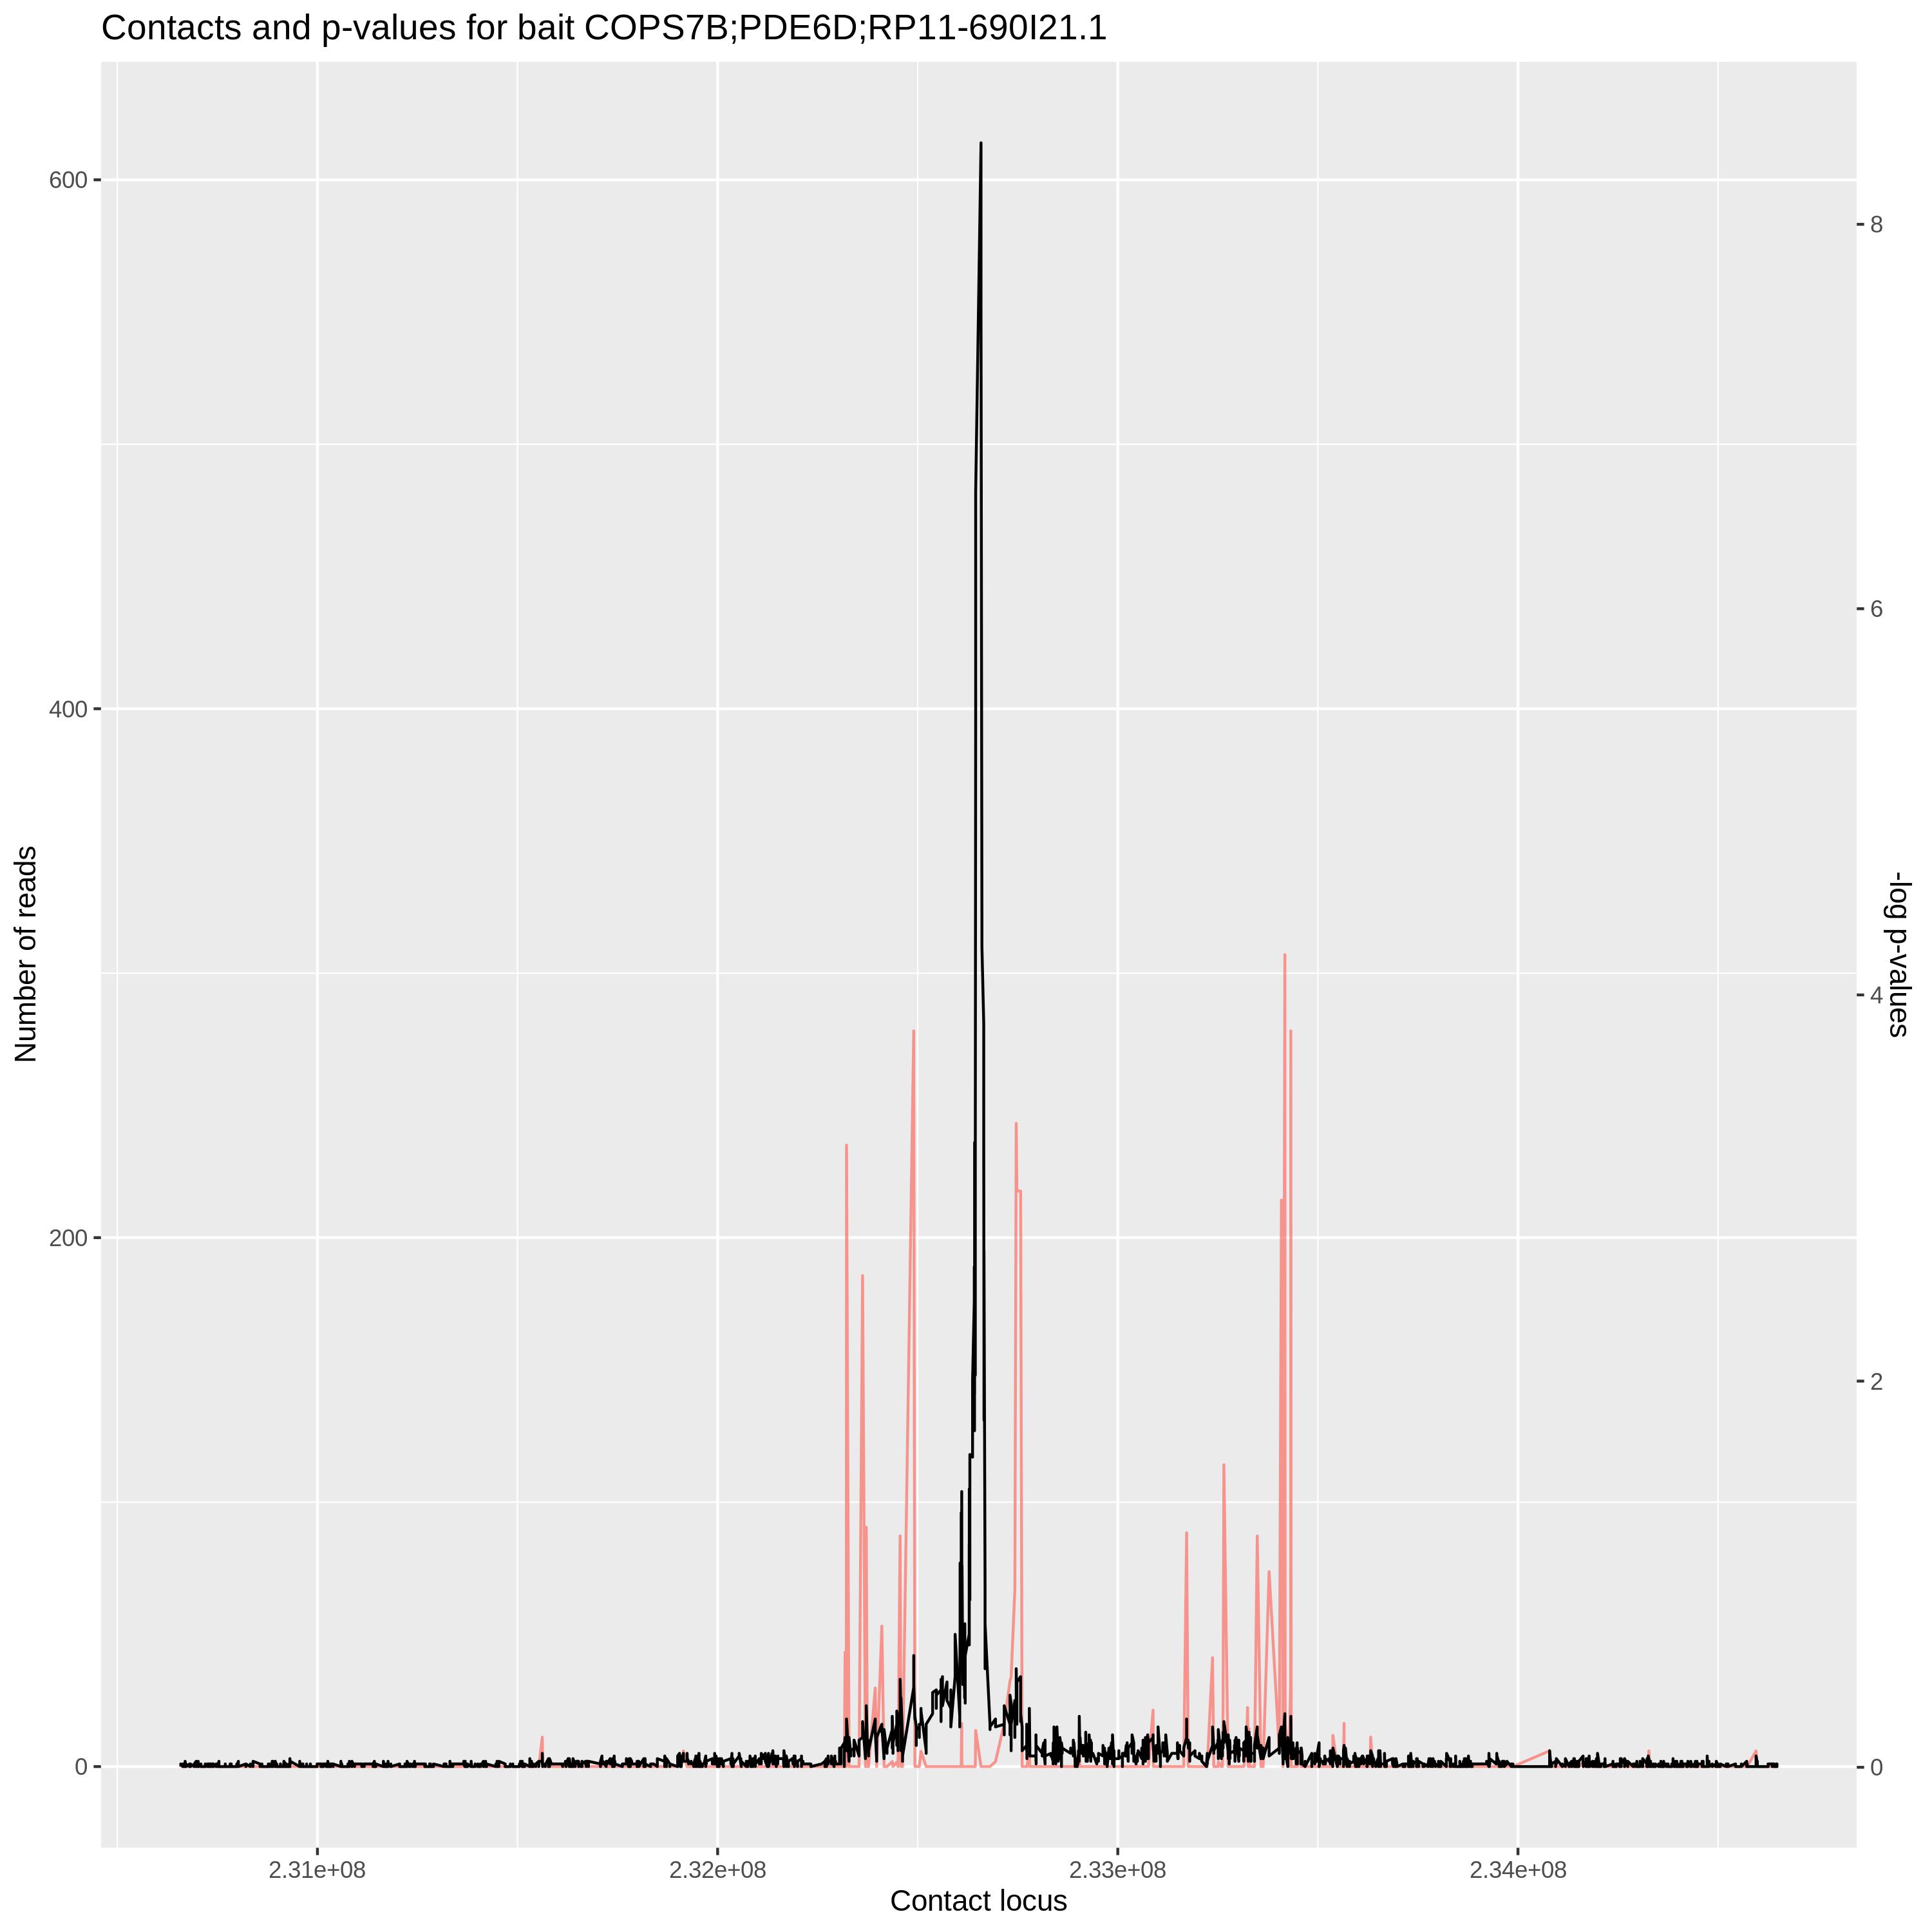 Contacts and p-values for bait COPS7B;PDE6D;RP11-690I21.1
600
400
200
0
Number of reads
8
6
4
2
0
-log p-values
2.31e+08
2.32e+08
2.33e+08
2.34e+08
Contact locus